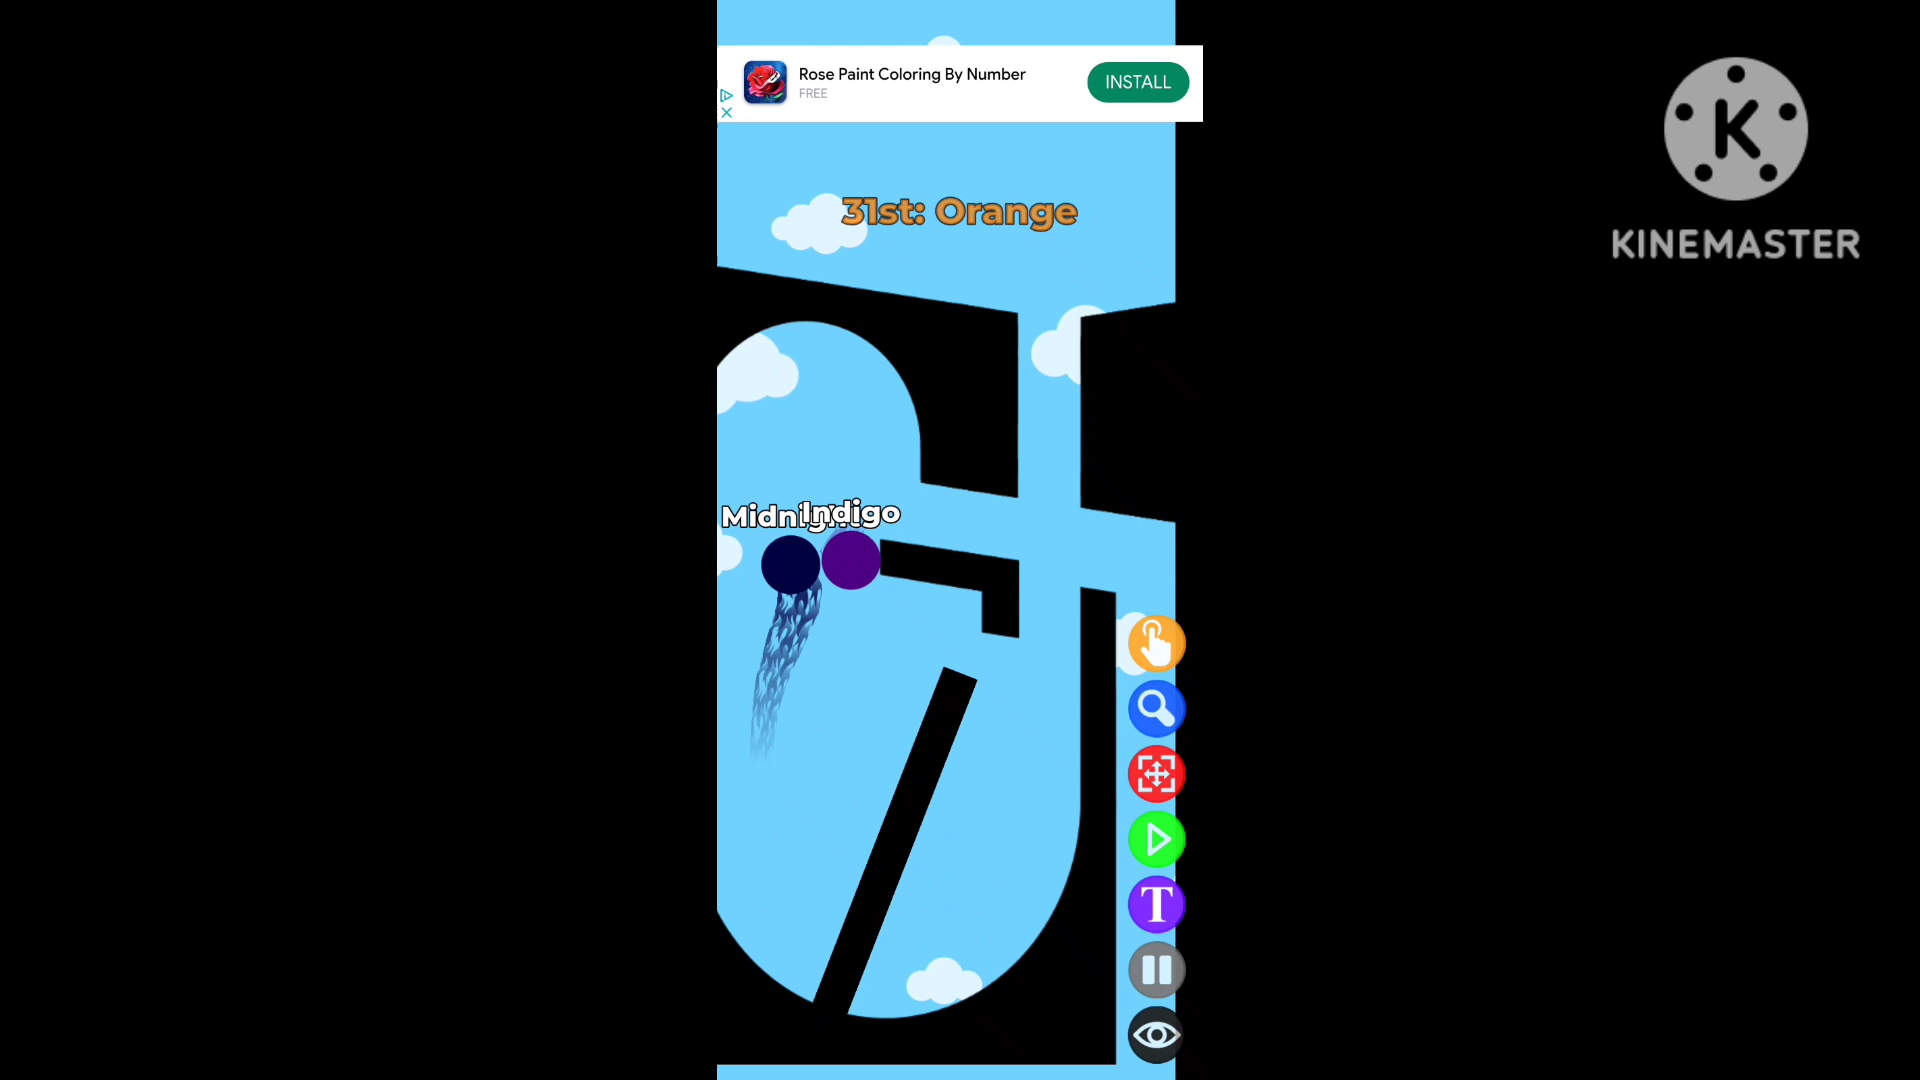 Rose Paint Coloring By Number
FREE
INSTALL
31st: Orange
Indigo
T
K
KINEMASTER